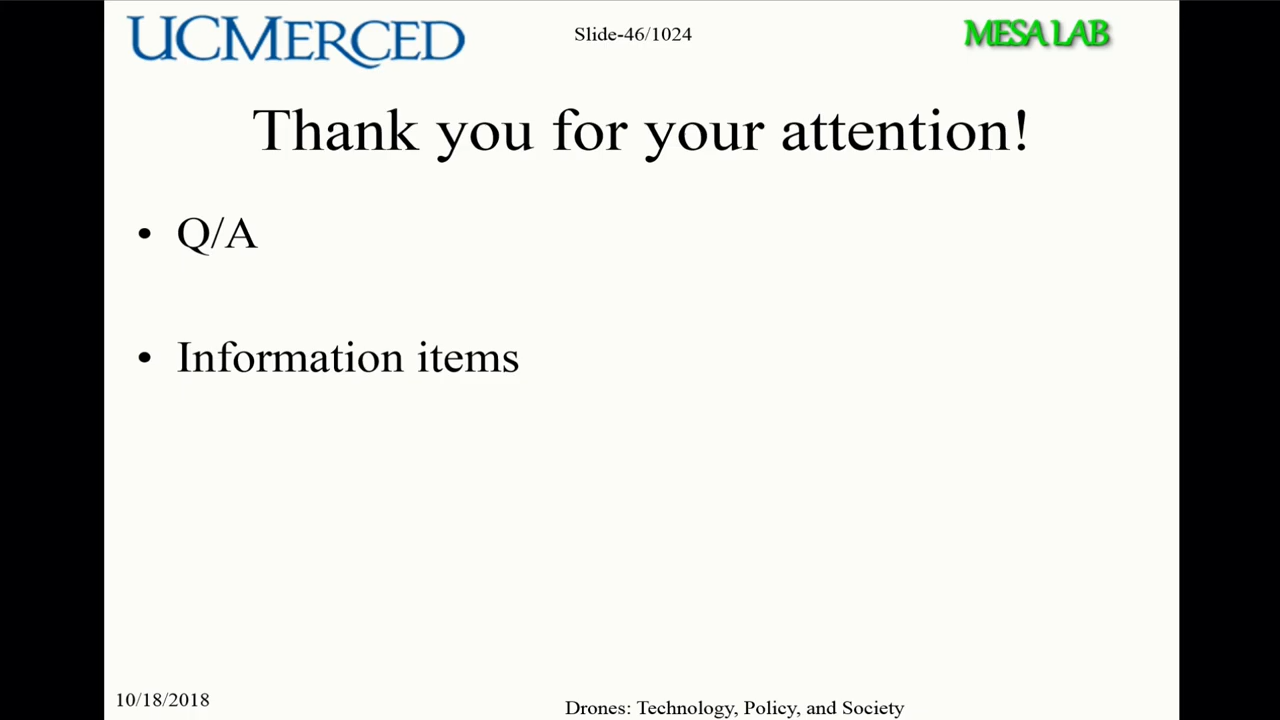 UCMERCED
Slide-46/1024
MESA LAB
Thank you for your attention!
• Q/A
• Information items
10/18/2018
Drones: Technology, Policy, and Society